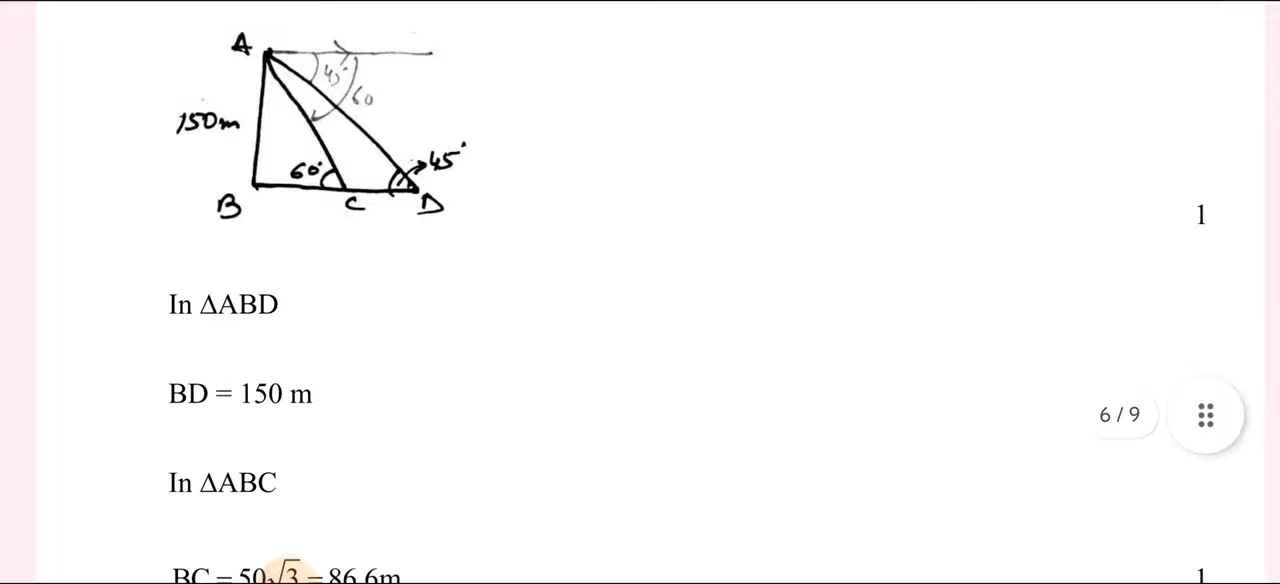 A
45°
60
150m
60°
45°
B
C
D
1
In ΔABD
BD = 150 m
6 / 9
In ΔABC
BC = 50√3 = 86.6m
1